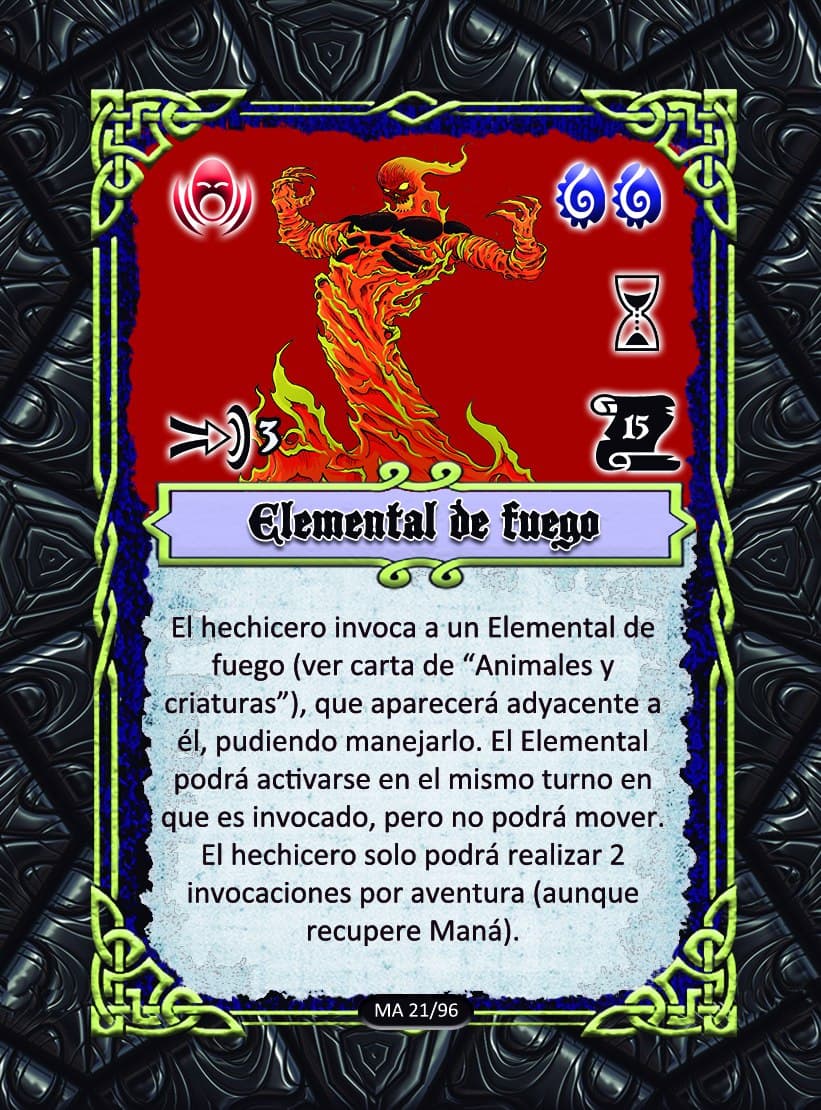 3
15
Elemental de fuego
El hechicero invoca a un Elemental de
fuego (ver carta de “Animales y
criaturas”), que aparecerá adyacente a
él, pudiendo manejarlo. El Elemental
podrá activarse en el mismo turno en
que es invocado, pero no podrá mover.
El hechicero solo podrá realizar 2
invocaciones por aventura (aunque
recupere Maná).
MA 21/96